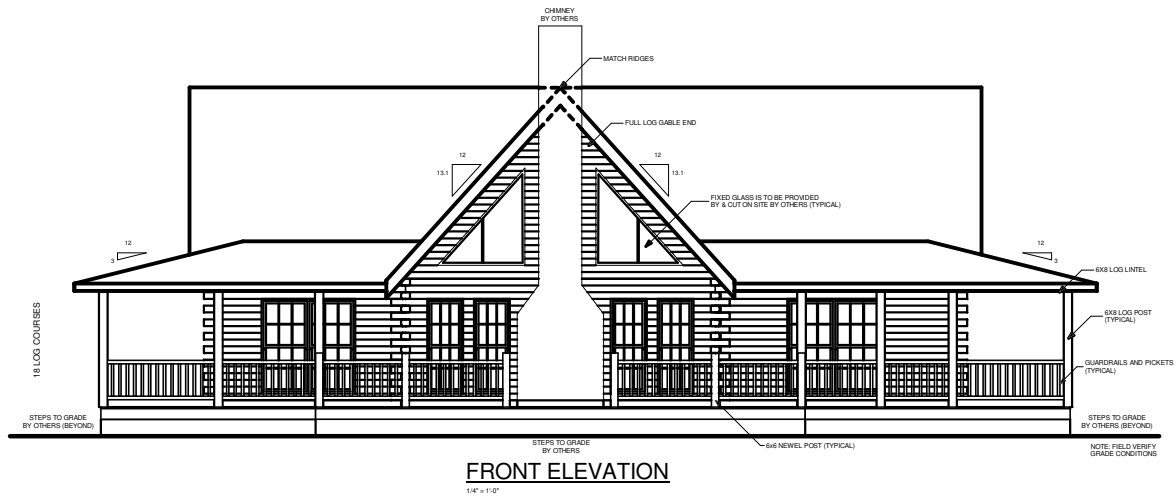 CHIMNEY
BY OTHERS
MATCH RIDGES
FULL LOG GABLE END
12
13.1
12
13.1
FIXED GLASS IS TO BE PROVIDED
BY & CUT ON SITE BY OTHERS (TYPICAL)
12
3
12
3
6X8 LOG LINTEL
18 LOG COURSES
6X8 LOG POST
(TYPICAL)
GUARDRAILS AND PICKETS
(TYPICAL)
STEPS TO GRADE
BY OTHERS (BEYOND)
STEPS TO GRADE
BY OTHERS (BEYOND)
STEPS TO GRADE
BY OTHERS
6x6 NEWEL POST (TYPICAL)
NOTE: FIELD VERIFY
GRADE CONDITIONS
FRONT ELEVATION
1/4" = 1'-0"